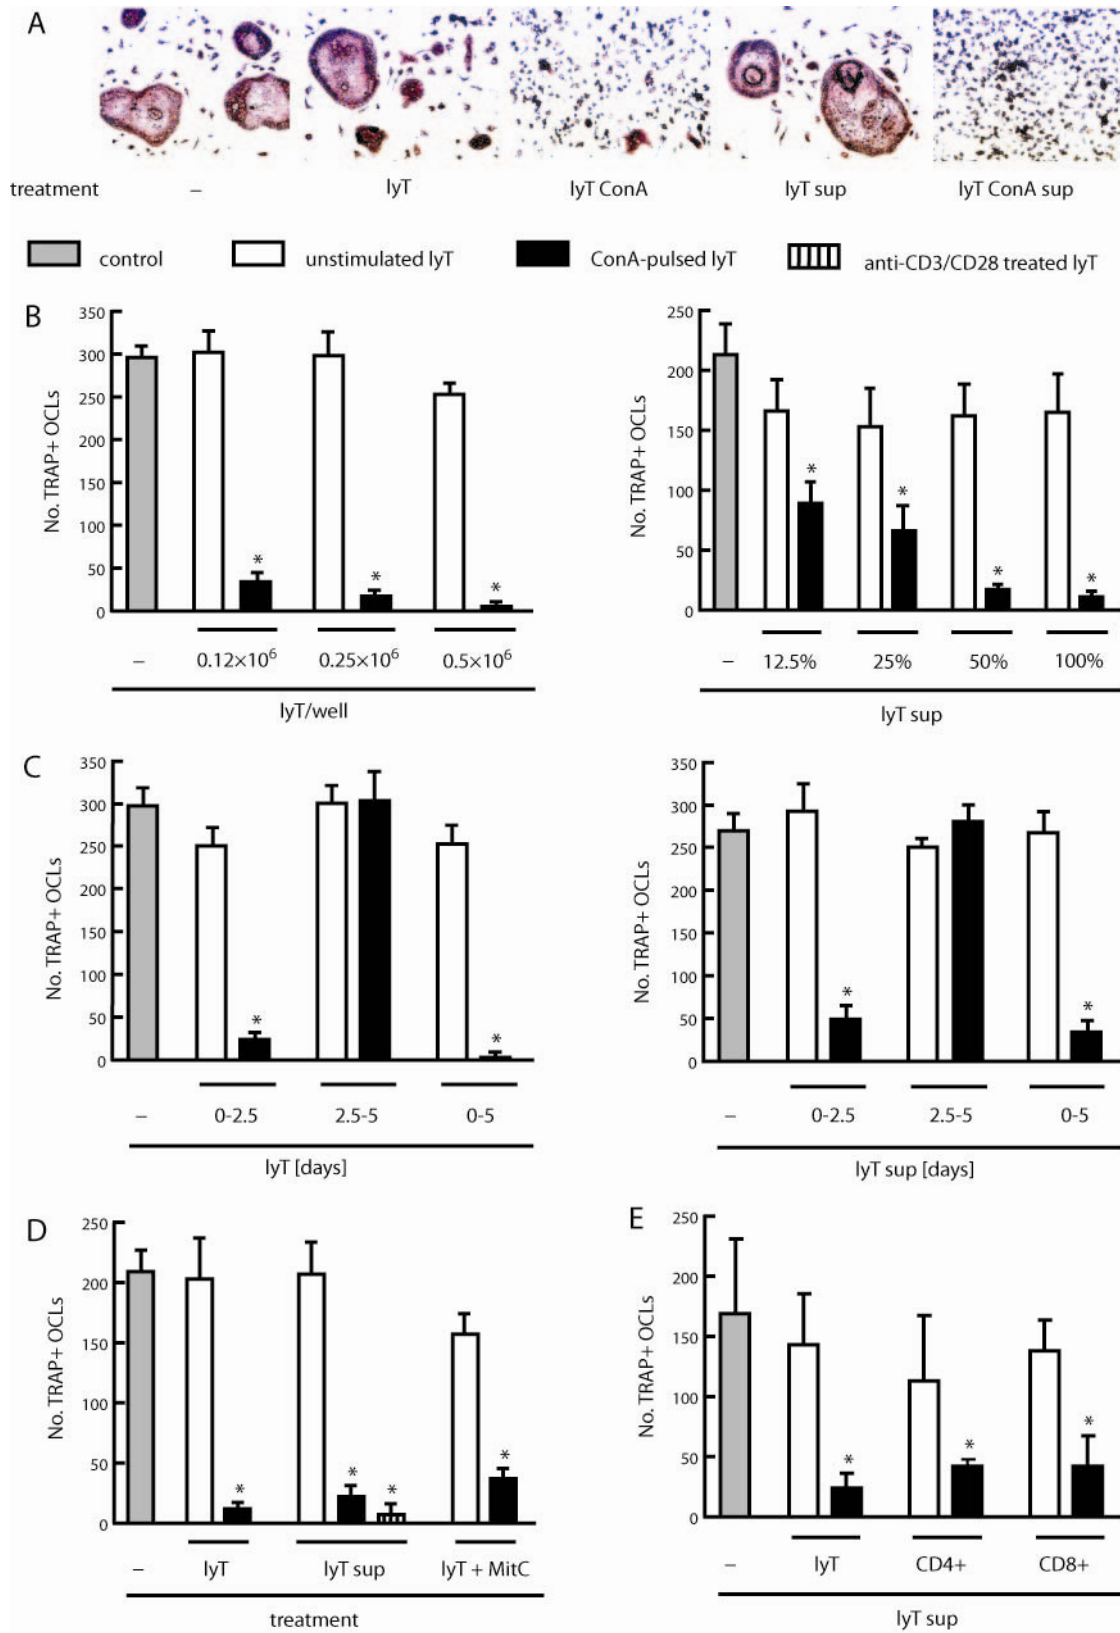 A
treatment – lyT lyT ConA lyT sup lyT ConA sup
control unstimulated lyT ConA-pulsed lyT anti-CD3/CD28 treated lyT
B
No. TRAP+ OCLs
350
300
250
200
150
100
50
0
* * *
– 0.12×10⁶ 0.25×10⁶ 0.5×10⁶
lyT/well
No. TRAP+ OCLs
250
200
150
100
50
0
* * * *
– 12.5% 25% 50% 100%
lyT sup
C
No. TRAP+ OCLs
350
300
250
200
150
100
50
0
* *
– 0-2.5 2.5-5 0-5
lyT [days]
No. TRAP+ OCLs
350
300
250
200
150
100
50
0
* *
– 0-2.5 2.5-5 0-5
lyT sup [days]
D
No. TRAP+ OCLs
250
200
150
100
50
0
* * * *
– lyT lyT sup lyT + MitC
treatment
E
No. TRAP+ OCLs
250
200
150
100
50
0
* * *
– lyT CD4+ CD8+
lyT sup